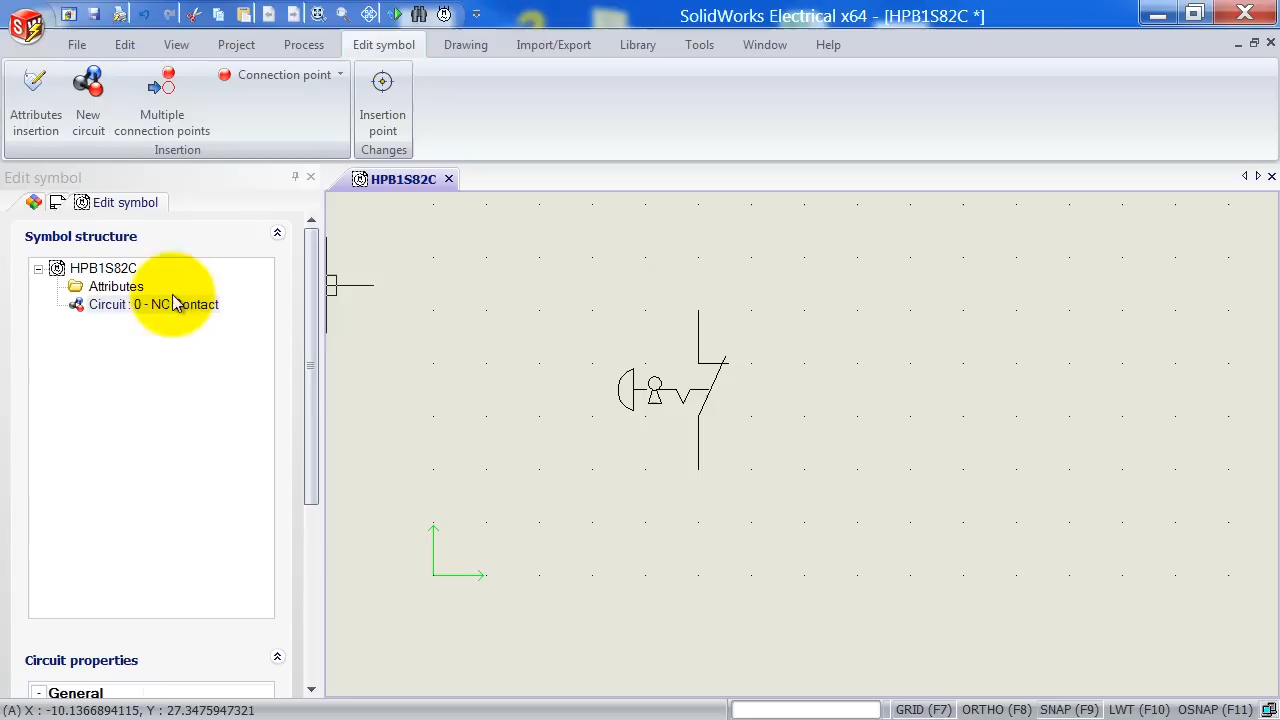 SolidWorks Electrical x64 - [HPB1S82C *]
File Edit View Project Process Edit symbol Drawing Import/Export Library Tools Window Help
Attributes insertion
New circuit
Multiple connection points
Connection point
Insertion point
Insertion
Changes
Edit symbol
HPB1S82C
Edit symbol
Symbol structure
HPB1S82C
Attributes
Circuit : 0 - NC Contact
Circuit properties
General
(A) X : -10.1366894115, Y : 27.3475947321
GRID (F7) ORTHO (F8) SNAP (F9) LWT (F10) OSNAP (F11)